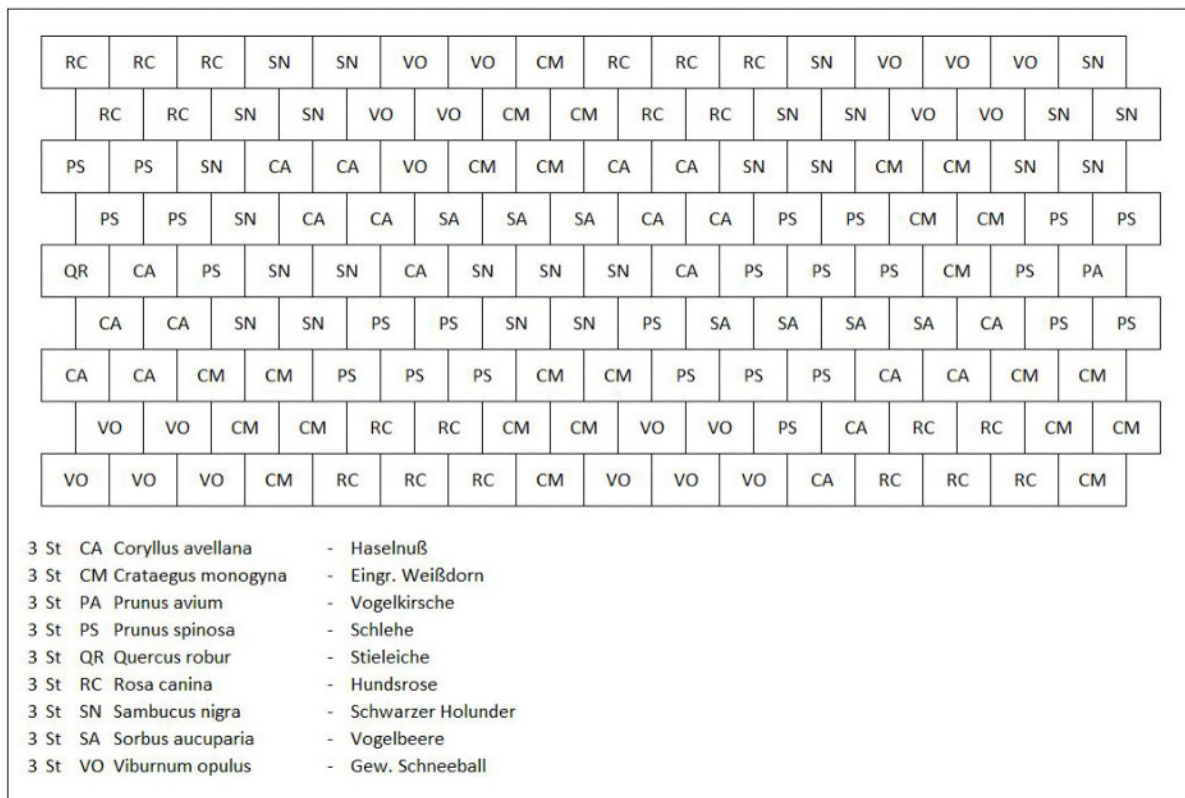 RC RC RC SN SN VO VO CM RC RC RC SN VO VO VO SN
RC RC SN SN VO VO CM CM RC RC SN SN VO VO SN SN
PS PS SN CA CA VO CM CM CA CA SN SN CM CM SN SN
PS PS SN CA CA SA SA SA CA CA PS PS CM CM PS PS
QR CA PS SN SN CA SN SN SN CA PS PS PS CM PS PA
CA CA SN SN PS PS SN SN PS SA SA SA SA CA PS PS
CA CA CM CM PS PS PS CM CM PS PS PS CA CA CM CM
VO VO CM CM RC RC CM CM VO VO PS CA RC RC CM CM
VO VO VO CM RC RC RC CM VO VO VO CA RC RC RC CM
3 St CA Coryllus avellana - Haselnuß
3 St CM Crataegus monogyna - Eingr. Weißdorn
3 St PA Prunus avium - Vogelkirsche
3 St PS Prunus spinosa - Schlehe
3 St QR Quercus robur - Stieleiche
3 St RC Rosa canina - Hundsrose
3 St SN Sambucus nigra - Schwarzer Holunder
3 St SA Sorbus aucuparia - Vogelbeere
3 St VO Viburnum opulus - Gew. Schneeball